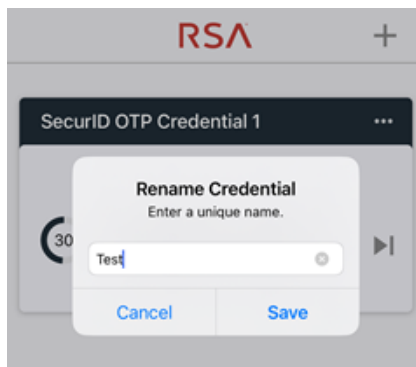 RSA
SecurID OTP Credential 1
Rename Credential
Enter a unique name.
30
Test
Cancel
Save